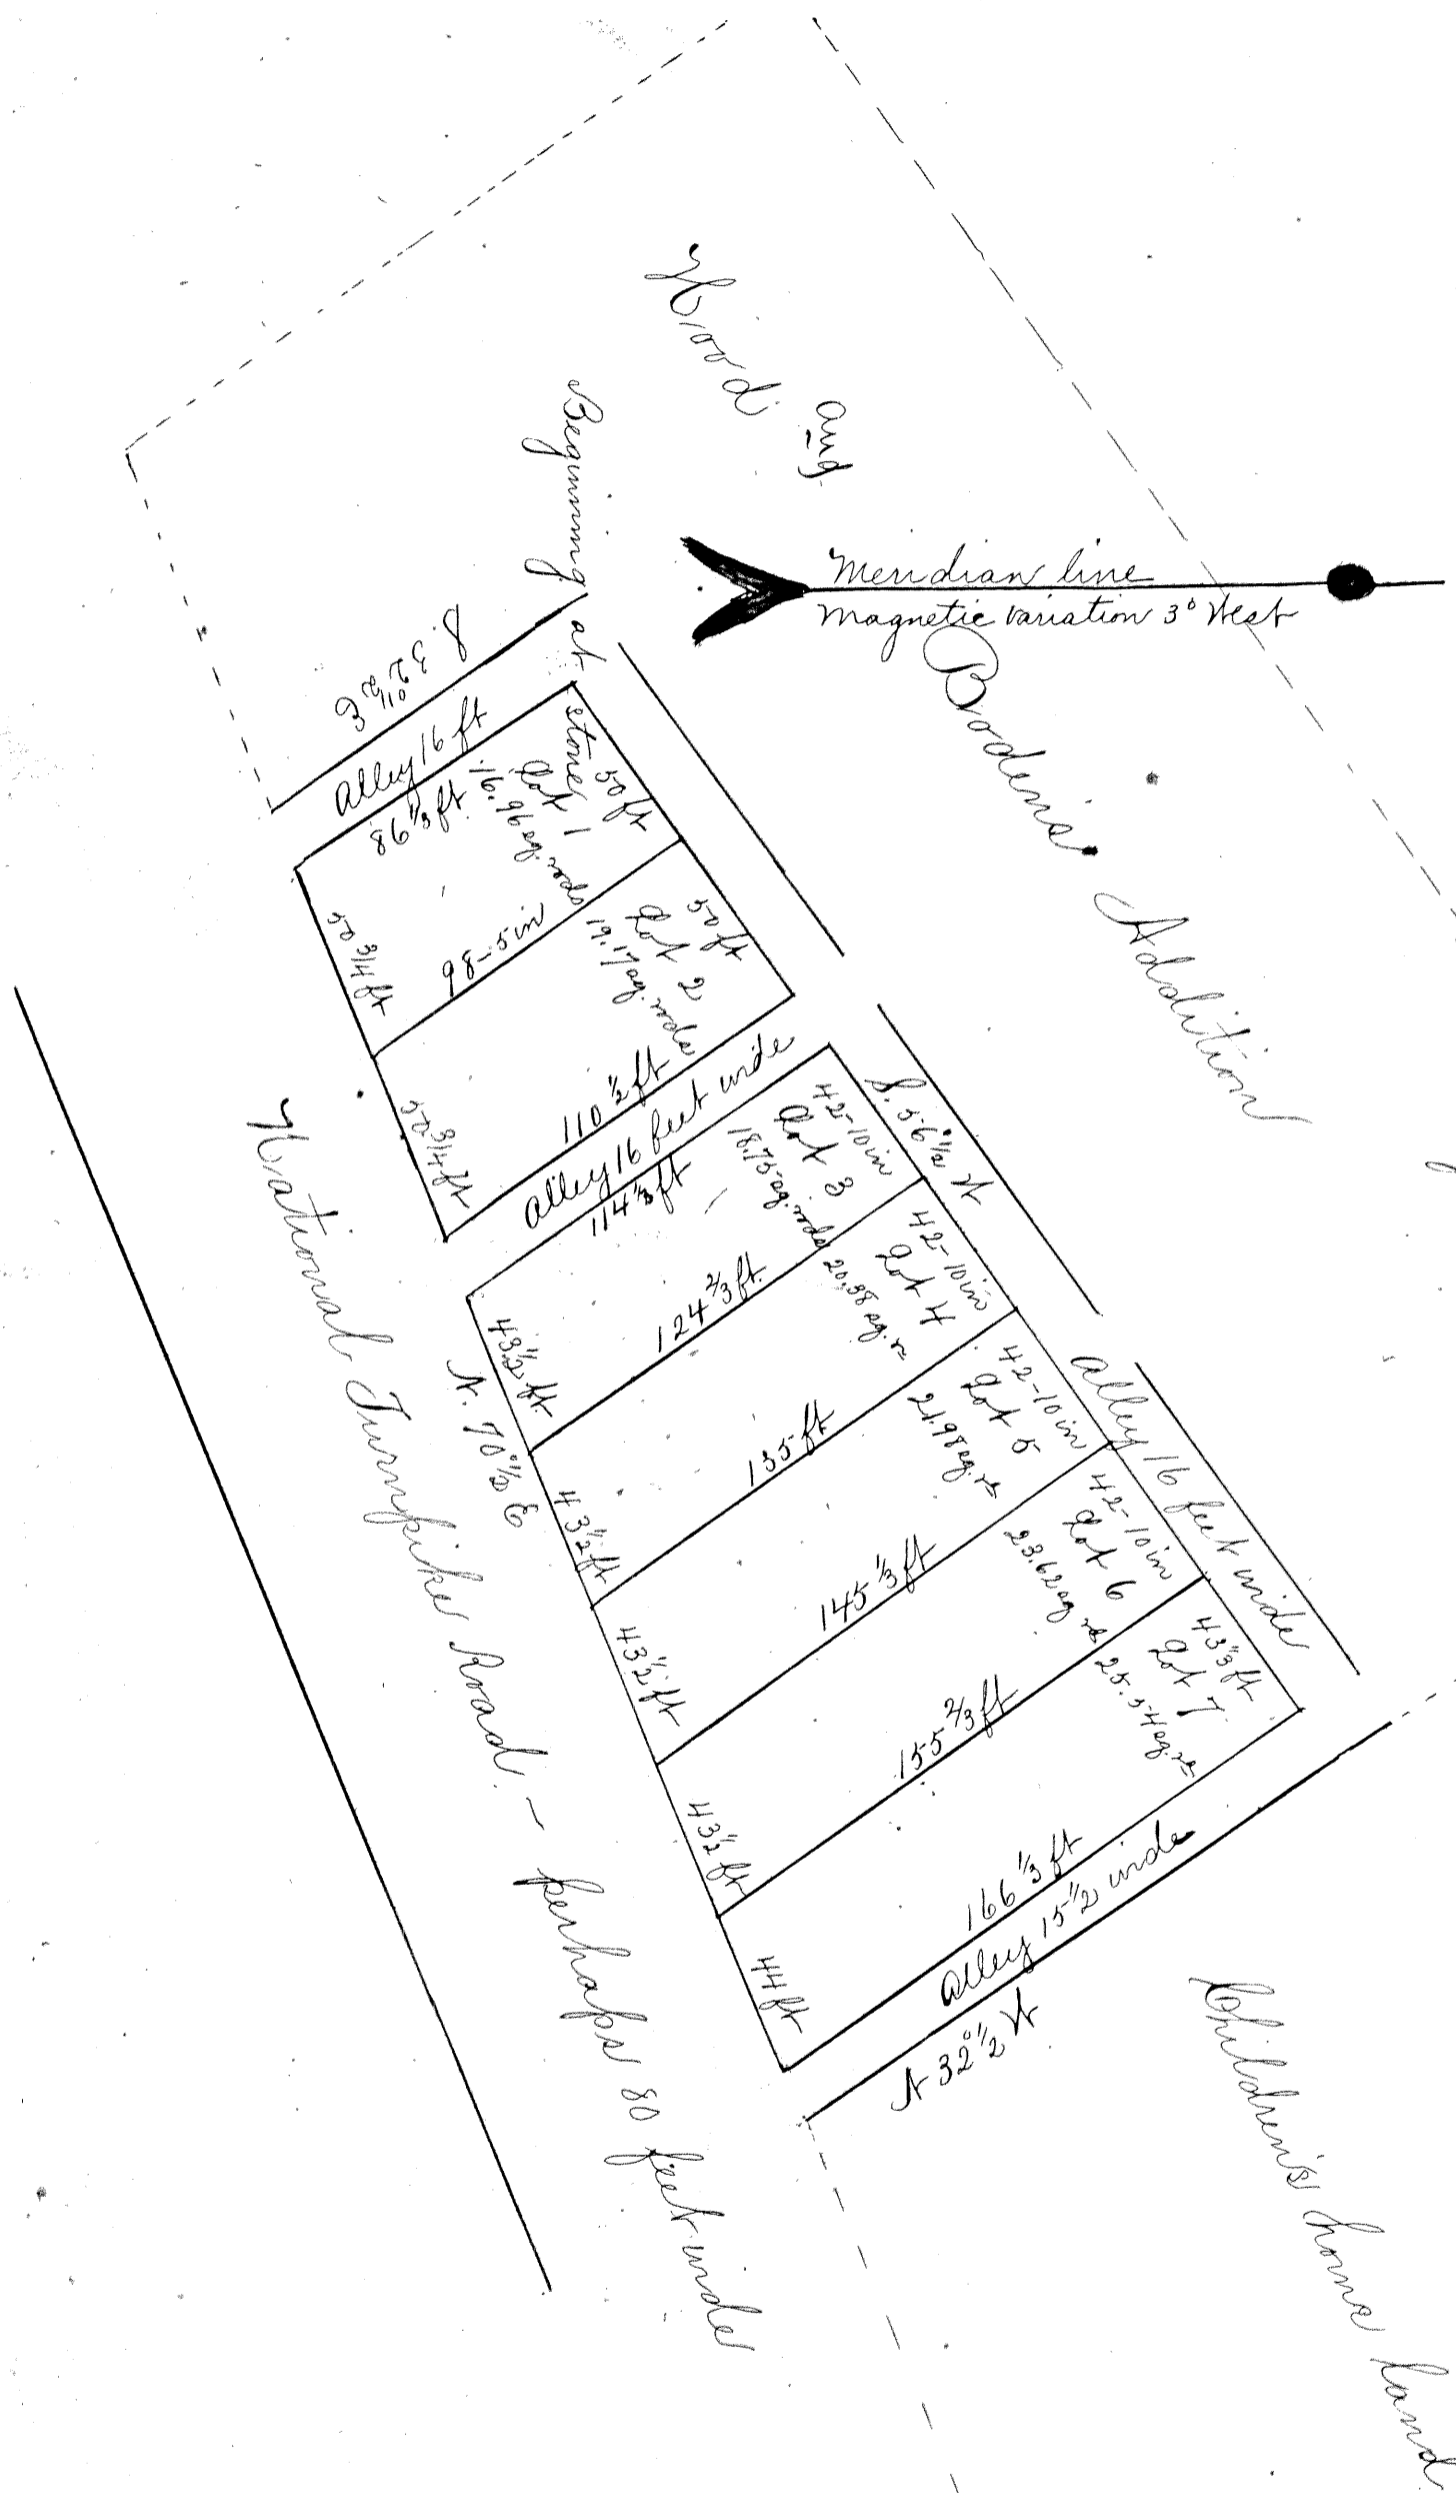 Hood and Boden's Addition
Meridian line
Magnetic variation 3° West
Beginning at stone
S. 32°½ E
Alley 16 ft
86 ⅓ ft
50 ft
Lot 1
16.96 sq. rods
50 ¾ ft
98-5in
50 ft
Lot 2
19.17 sq. rods
50 ¾ ft
110 ½ ft
Alley 16 feet wide
114 ⅓ ft
S. 56°½ W
42-10 in
Lot 3
18.75 sq. rods
43 ½ ft
124 ⅔ ft.
42-10 in
Lot 4
20.38 sq. r
43 ½ ft
135 ft
42-10 in
Lot 5
21.98 sq. rs
43 ½ ft
145 ⅓ ft
42-10 in
Lot 6
23.62 sq rs
43 ½ ft
155 ⅔ ft
43 ⅓ ft
Lot 7
25.54 sq. rs
44 ft
166 ⅓ ft
Alley 15 ½ wide
N 32°½ W
Alley 16 feet wide
N. 70°½ E
National Turnpike Road - perhaps 80 feet wide
Children's home land